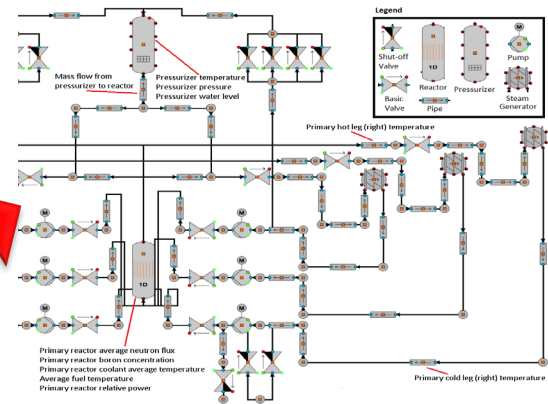 Legend
Shut-off
Valve
Basic
Valve
1D
Reactor
Pipe
Pressurizer
M
Pump
Steam
Generator
Mass flow from
pressurizer to reactor
Pressurizer temperature
Pressurizer pressure
Pressurizer water level
Primary hot leg (right) temperature
M
M
M
M
M
M
1D
Primary reactor average neutron flux
Primary reactor boron concentration
Primary reactor coolant average temperature
Average fuel temperature
Primary reactor relative power
Primary cold leg (right) temperature